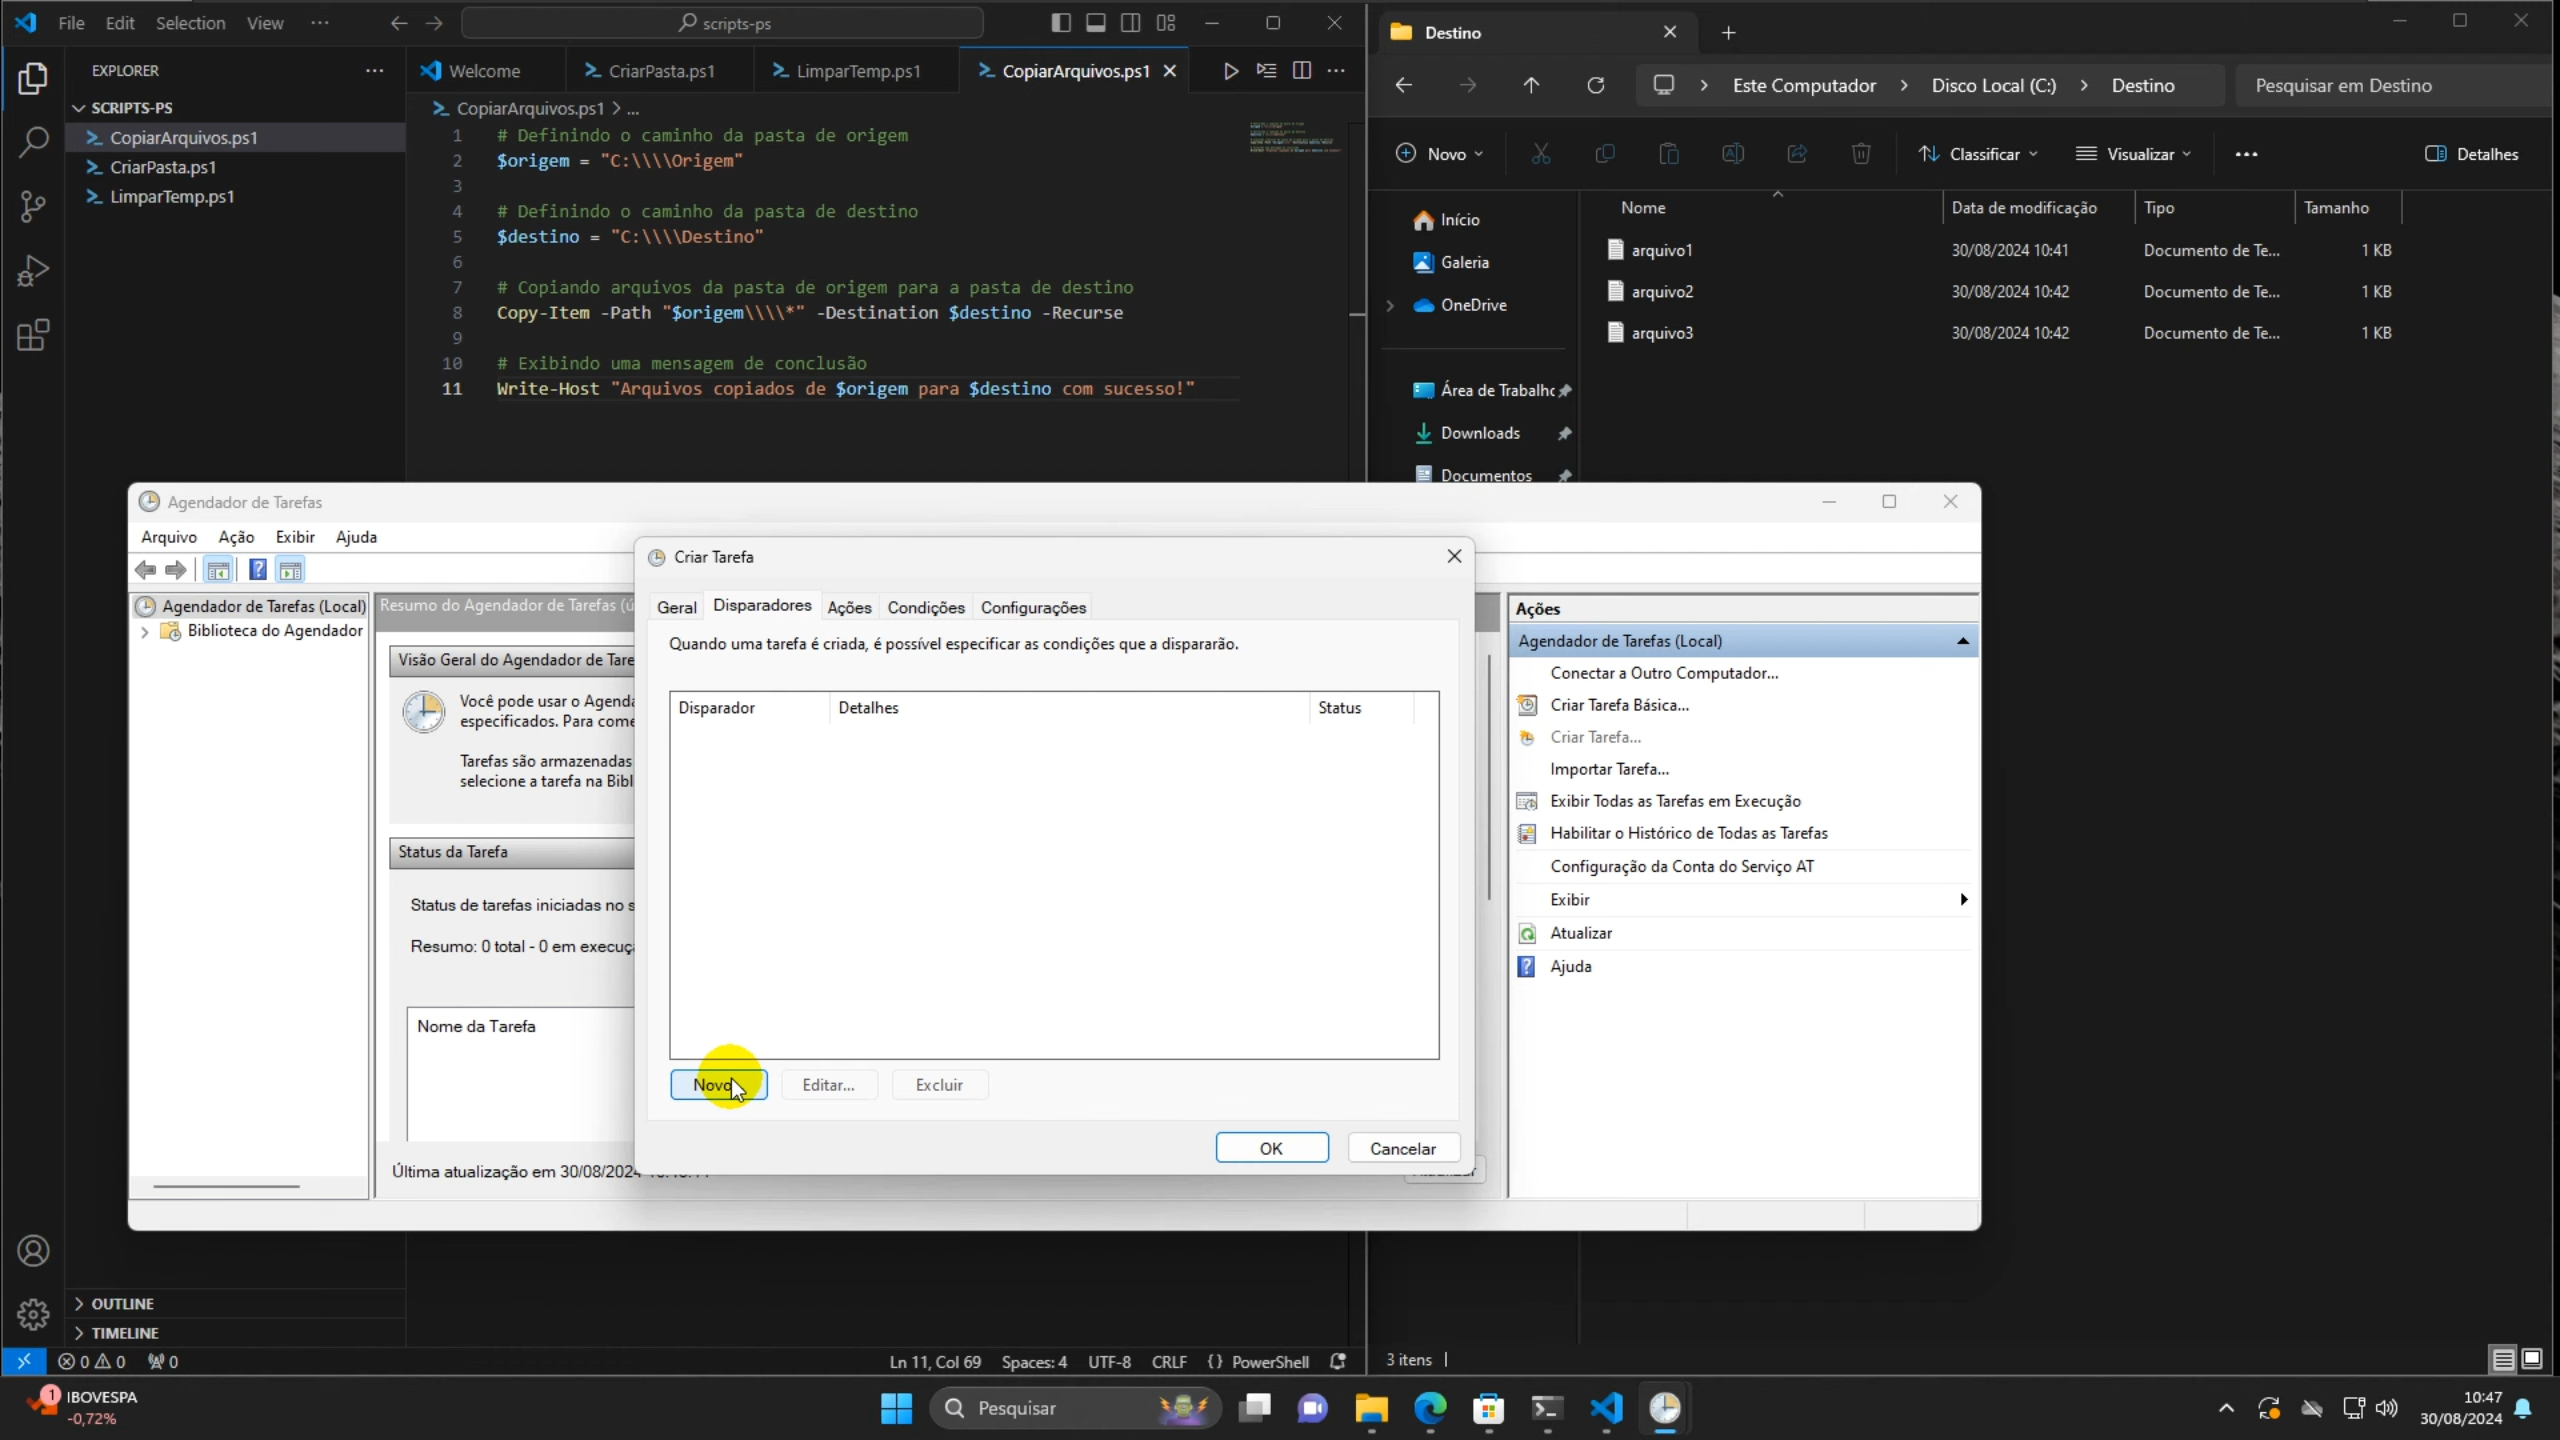 File Edit Selection View ··· scripts-ps
EXPLORER ···
SCRIPTS-PS
CopiarArquivos.ps1
CriarPasta.ps1
LimparTemp.ps1
Welcome CriarPasta.ps1 LimparTemp.ps1 CopiarArquivos.ps1
CopiarArquivos.ps1 > ...
1 # Definindo o caminho da pasta de origem
2 $origem = "C:\\\\Origem"
3
4 # Definindo o caminho da pasta de destino
5 $destino = "C:\\\\Destino"
6
7 # Copiando arquivos da pasta de origem para a pasta de destino
8 Copy-Item -Path "$origem\\\\*" -Destination $destino -Recurse
9
10 # Exibindo uma mensagem de conclusão
11 Write-Host "Arquivos copiados de $origem para $destino com sucesso!"
OUTLINE
TIMELINE
0 0 0
Ln 11, Col 69 Spaces: 4 UTF-8 CRLF {} PowerShell
Destino
Este Computador > Disco Local (C:) > Destino
Pesquisar em Destino
Novo Classificar Visualizar ··· Detalhes
Início
Galeria
OneDrive
Área de Trabalho
Downloads
Documentos
Nome Data de modificação Tipo Tamanho
arquivo1 30/08/2024 10:41 Documento de Te... 1 KB
arquivo2 30/08/2024 10:42 Documento de Te... 1 KB
arquivo3 30/08/2024 10:42 Documento de Te... 1 KB
3 itens
Agendador de Tarefas
Arquivo Ação Exibir Ajuda
Agendador de Tarefas (Local)
Biblioteca do Agendador
Resumo do Agendador de Tarefas (ú
Visão Geral do Agendador de Tare
Você pode usar o Agenda
especificados. Para come
Tarefas são armazenadas
selecione a tarefa na Bibl
Status da Tarefa
Status de tarefas iniciadas no s
Resumo: 0 total - 0 em execuç
Nome da Tarefa
Última atualização em 30/08/2024
Criar Tarefa
Geral Disparadores Ações Condições Configurações
Quando uma tarefa é criada, é possível especificar as condições que a dispararão.
Disparador Detalhes Status
Novo Editar... Excluir
OK Cancelar
Ações
Agendador de Tarefas (Local)
Conectar a Outro Computador...
Criar Tarefa Básica...
Criar Tarefa...
Importar Tarefa...
Exibir Todas as Tarefas em Execução
Habilitar o Histórico de Todas as Tarefas
Configuração da Conta do Serviço AT
Exibir
Atualizar
Ajuda
1 IBOVESPA
-0,72%
Pesquisar
10:47
30/08/2024